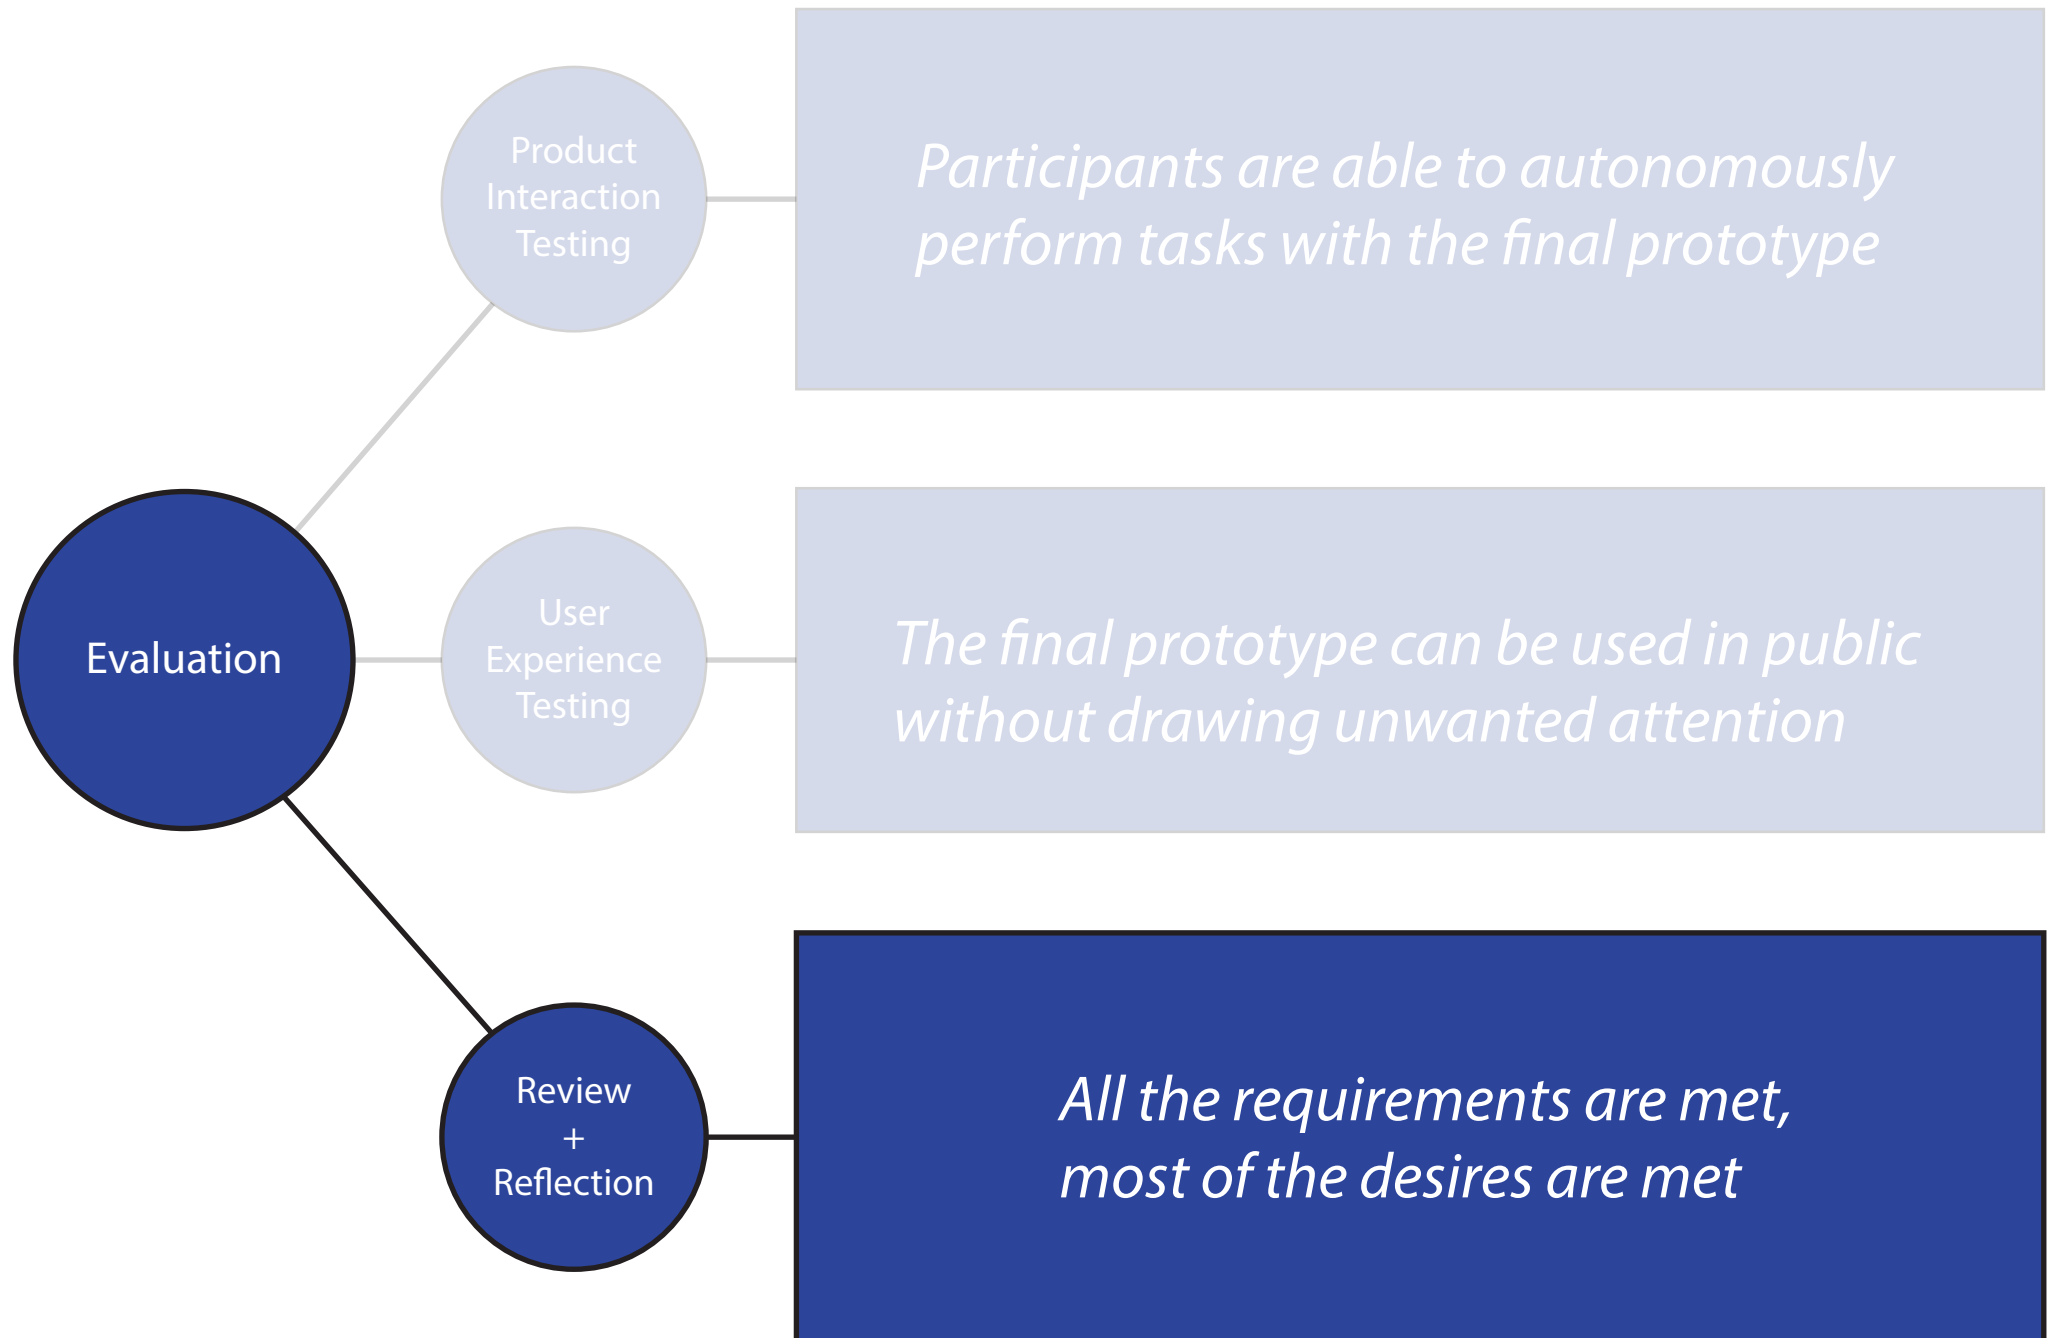 Product
Interaction
Testing
Participants are able to autonomously
perform tasks with the final prototype
Evaluation
User
Experience
Testing
The final prototype can be used in public
without drawing unwanted attention
Review
+
Reflection
All the requirements are met,
most of the desires are met